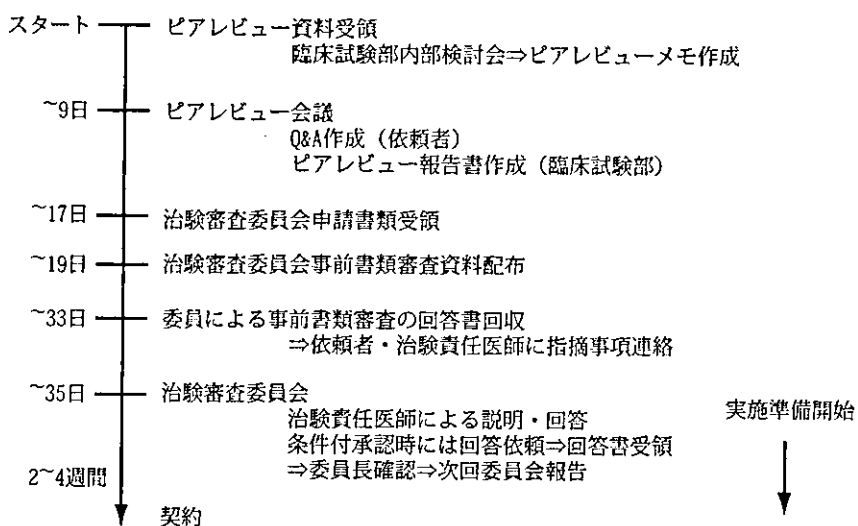 スタート ピアレビュー資料受領
臨床試験部内部検討会⇒ピアレビューメモ作成
~9日 ピアレビュー会議
Q&A作成（依頼者）
ピアレビュー報告書作成（臨床試験部）
~17日 治験審査委員会申請書類受領
~19日 治験審査委員会事前書類審査資料配布
~33日 委員による事前書類審査の回答書回収
⇒依頼者・治験責任医師に指摘事項連絡
~35日 治験審査委員会
治験責任医師による説明・回答
実施準備開始
条件付承認時には回答依頼⇒回答書受領
⇒委員長確認⇒次回委員会報告
2~4週間
契約